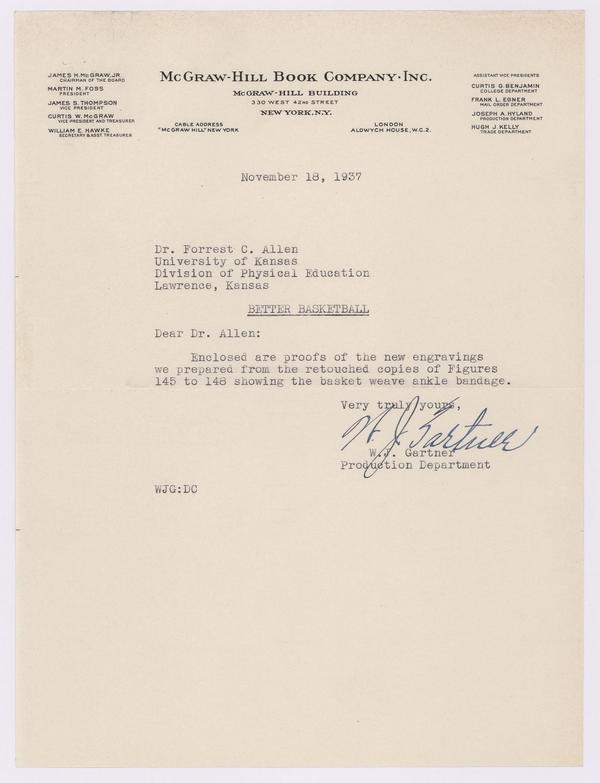 McGRAW-HILL BOOK COMPANY·INC.
McGRAW-HILL BUILDING
330 WEST 42ND STREET
NEW YORK, N.Y.
CABLE ADDRESS
"McGRAW HILL" NEW YORK
LONDON
ALDWYCH HOUSE, W.C.2.
JAMES H. McGRAW, JR.
CHAIRMAN OF THE BOARD
MARTIN M. FOSS
PRESIDENT
JAMES S. THOMPSON
VICE PRESIDENT
CURTIS W. McGRAW
VICE PRESIDENT AND TREASURER
WILLIAM E. HAWKE
SECRETARY & ASST. TREASURER
ASSISTANT VICE PRESIDENTS
CURTIS G. BENJAMIN
COLLEGE DEPARTMENT
FRANK L. EGNER
MAIL ORDER DEPARTMENT
JOSEPH A. HYLAND
PRODUCTION DEPARTMENT
HUGH J. KELLY
TRADE DEPARTMENT
November 18, 1937
Dr. Forrest C. Allen
University of Kansas
Division of Physical Education
Lawrence, Kansas
BETTER BASKETBALL
Dear Dr. Allen:
Enclosed are proofs of the new engravings
we prepared from the retouched copies of Figures
145 to 148 showing the basket weave ankle bandage.
Very truly yours,
W. J. Gartner
W.J. Gartner
Production Department
WJG:DC